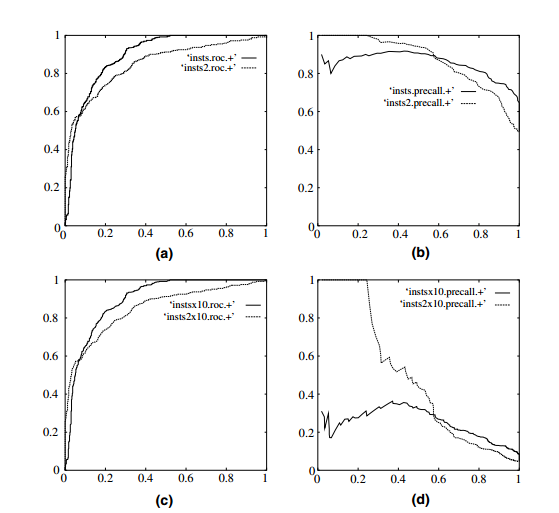 1
0.8
0.6
0.4
0.2
0
0 0.2 0.4 0.6 0.8 1
‘insts.roc.+’
‘insts2.roc.+’
(a)
1
0.8
0.6
0.4
0.2
0
0 0.2 0.4 0.6 0.8 1
‘insts.precall.+’
‘insts2.precall.+’
(b)
1
0.8
0.6
0.4
0.2
0
0 0.2 0.4 0.6 0.8 1
‘instsx10.roc.+’
‘insts2x10.roc.+’
(c)
1
0.8
0.6
0.4
0.2
0
0 0.2 0.4 0.6 0.8 1
‘instsx10.precall.+’
‘insts2x10.precall.+’
(d)